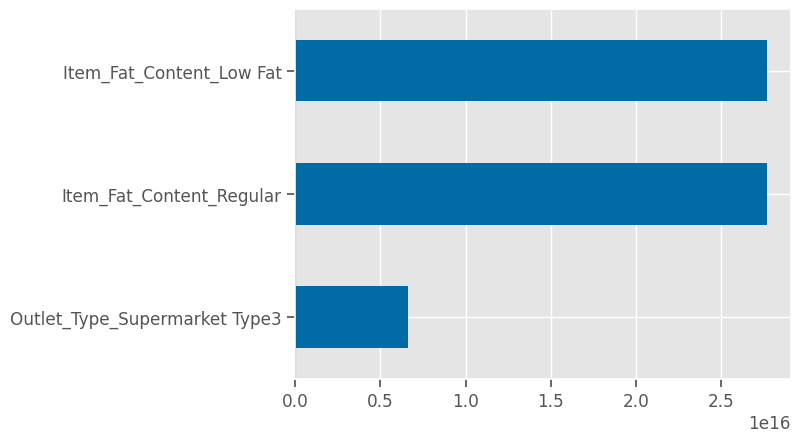 Item_Fat_Content_Low Fat
Item_Fat_Content_Regular
Outlet_Type_Supermarket Type3
0.0 0.5 1.0 1.5 2.0 2.5
1e16